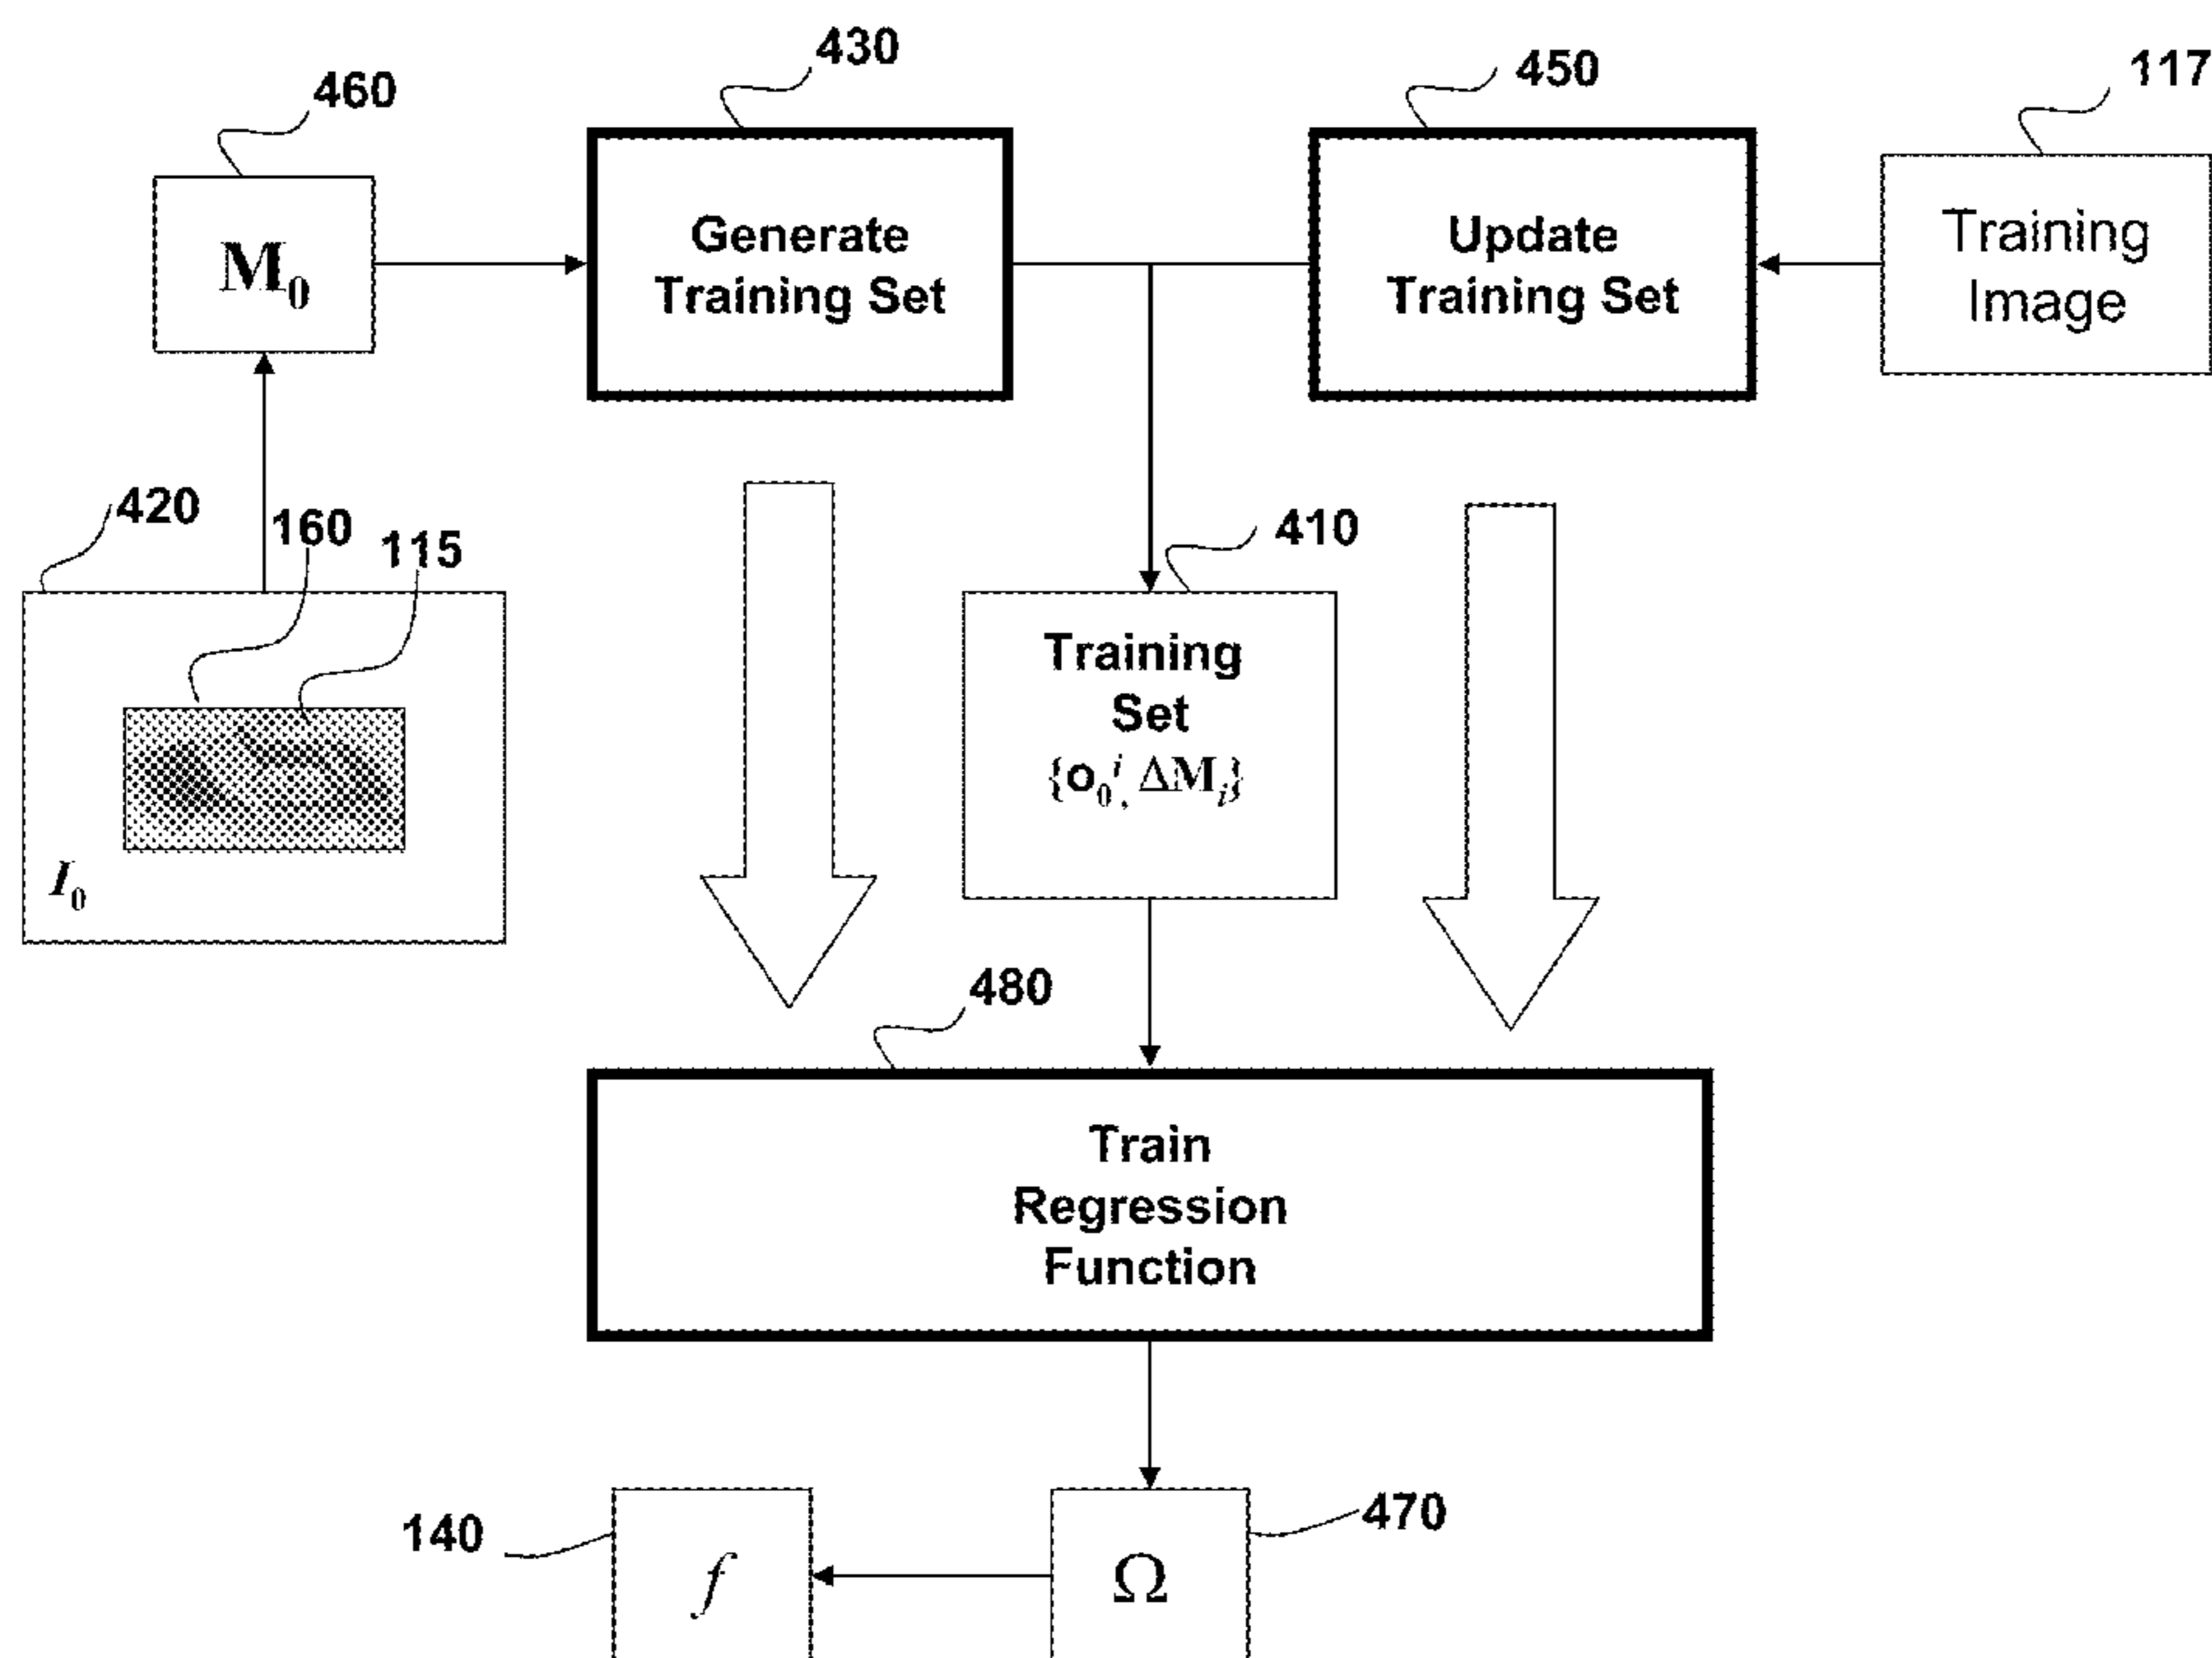 430
450
117
460
Generate
Training Set
Update
Training Set
Training
Image
M₀
420
160
115
410
Training
Set
{o₀ⁱ, ΔMᵢ}
I₀
480
Train
Regression
Function
140
470
f
Ω